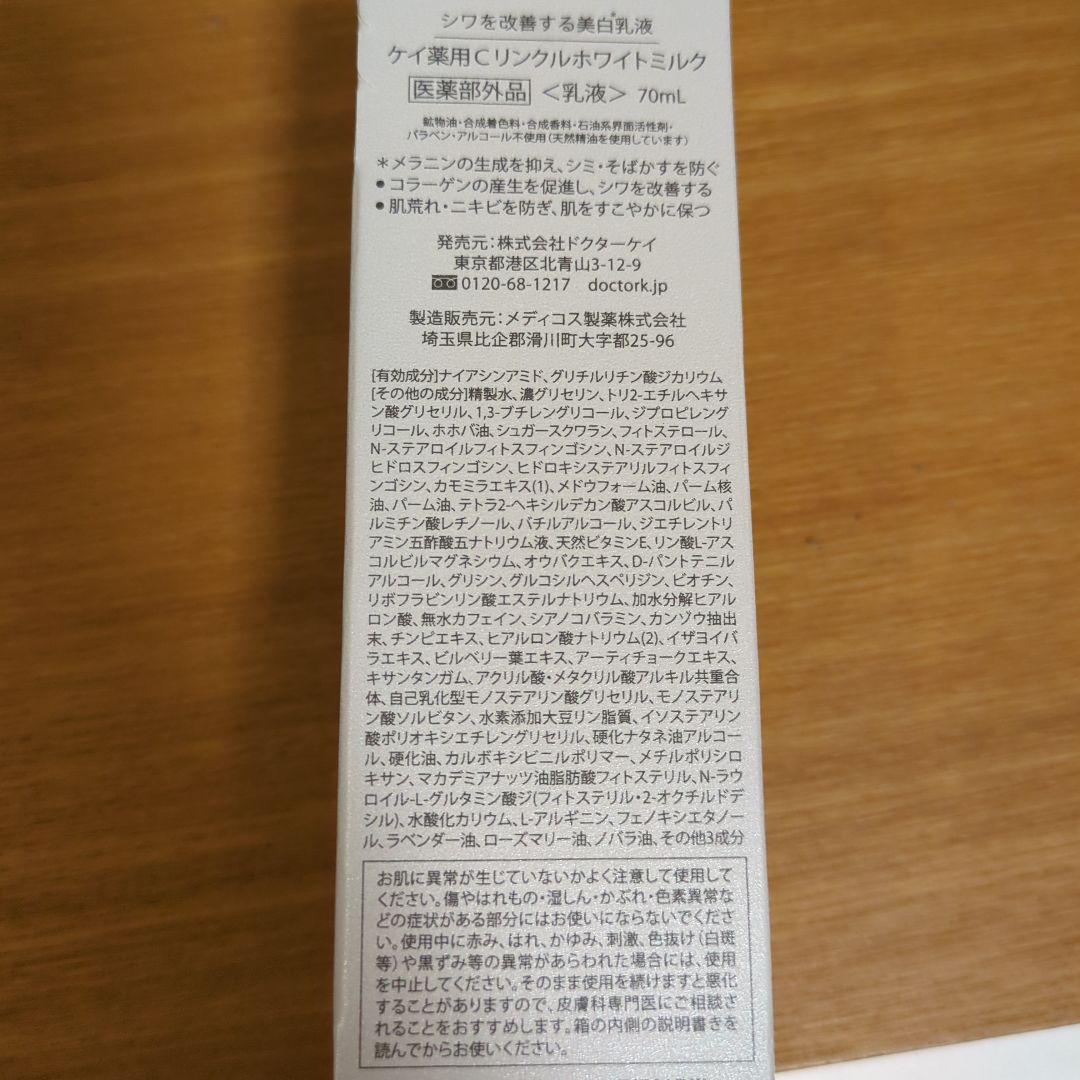 シワを改善する美白*乳液
ケイ薬用Cリンクルホワイトミルク
医薬部外品 <乳液> 70mL
鉱物油・合成着色料・合成香料・石油系界面活性剤・
パラベン・アルコール不使用(天然精油を使用しています)
*メラニンの生成を抑え、シミ・そばかすを防ぐ
●コラーゲンの産生を促進し、シワを改善する
●肌荒れ・ニキビを防ぎ、肌をすこやかに保つ
発売元:株式会社ドクターケイ
東京都港区北青山3-12-9
0120-68-1217 doctork.jp
製造販売元:メディコス製薬株式会社
埼玉県比企郡滑川町大字都25-96
[有効成分]ナイアシンアミド、グリチルリチン酸ジカリウム
[その他の成分]精製水、濃グリセリン、トリ2-エチルヘキサ
ン酸グリセリル、1,3-ブチレングリコール、ジプロピレング
リコール、ホホバ油、シュガースクワラン、フィトステロール、
N-ステアロイルフィトスフィンゴシン、N-ステアロイルジ
ヒドロスフィンゴシン、ヒドロキシステアリルフィトスフィ
ンゴシン、カモミラエキス(1)、メドウフォーム油、パーム核
油、パーム油、テトラ2-ヘキシルデカン酸アスコルビル、パ
ルミチン酸レチノール、バチルアルコール、ジエチレントリ
アミン五酢酸五ナトリウム液、天然ビタミンE、リン酸L-アス
コルビルマグネシウム、オウバクエキス、D-パントテニル
アルコール、グリシン、グルコシルヘスペリジン、ビオチン、
リボフラビンリン酸エステルナトリウム、加水分解ヒアル
ロン酸、無水カフェイン、シアノコバラミン、カンゾウ抽出
末、チンピエキス、ヒアルロン酸ナトリウム(2)、イザヨイバ
ラエキス、ビルベリー葉エキス、アーティチョークエキス、
キサンタンガム、アクリル酸・メタクリル酸アルキル共重合
体、自己乳化型モノステアリン酸グリセリル、モノステアリ
ン酸ソルビタン、水素添加大豆リン脂質、イソステアリン
酸ポリオキシエチレングリセリル、硬化ナタネ油アルコー
ル、硬化油、カルボキシビニルポリマー、メチルポリシロ
キサン、マカデミアナッツ油脂肪酸フィトステリル、N-ラウ
ロイル-L-グルタミン酸ジ(フィトステリル・2-オクチルドデ
シル)、水酸化カリウム、L-アルギニン、フェノキシエタノー
ル、ラベンダー油、ローズマリー油、ノバラ油、その他3成分
お肌に異常が生じていないかよく注意して使用して
ください。傷やはれもの・湿しん・かぶれ・色素異常な
どの症状がある部分にはお使いにならないでくださ
い。使用中に赤み、はれ、かゆみ、刺激、色抜け(白斑
等)や黒ずみ等の異常があらわれた場合には、使用
を中止してください。そのまま使用を続けますと悪化
することがありますので、皮膚科専門医にご相談さ
れることをおすすめします。箱の内側の説明書きを
読んでからお使いください。